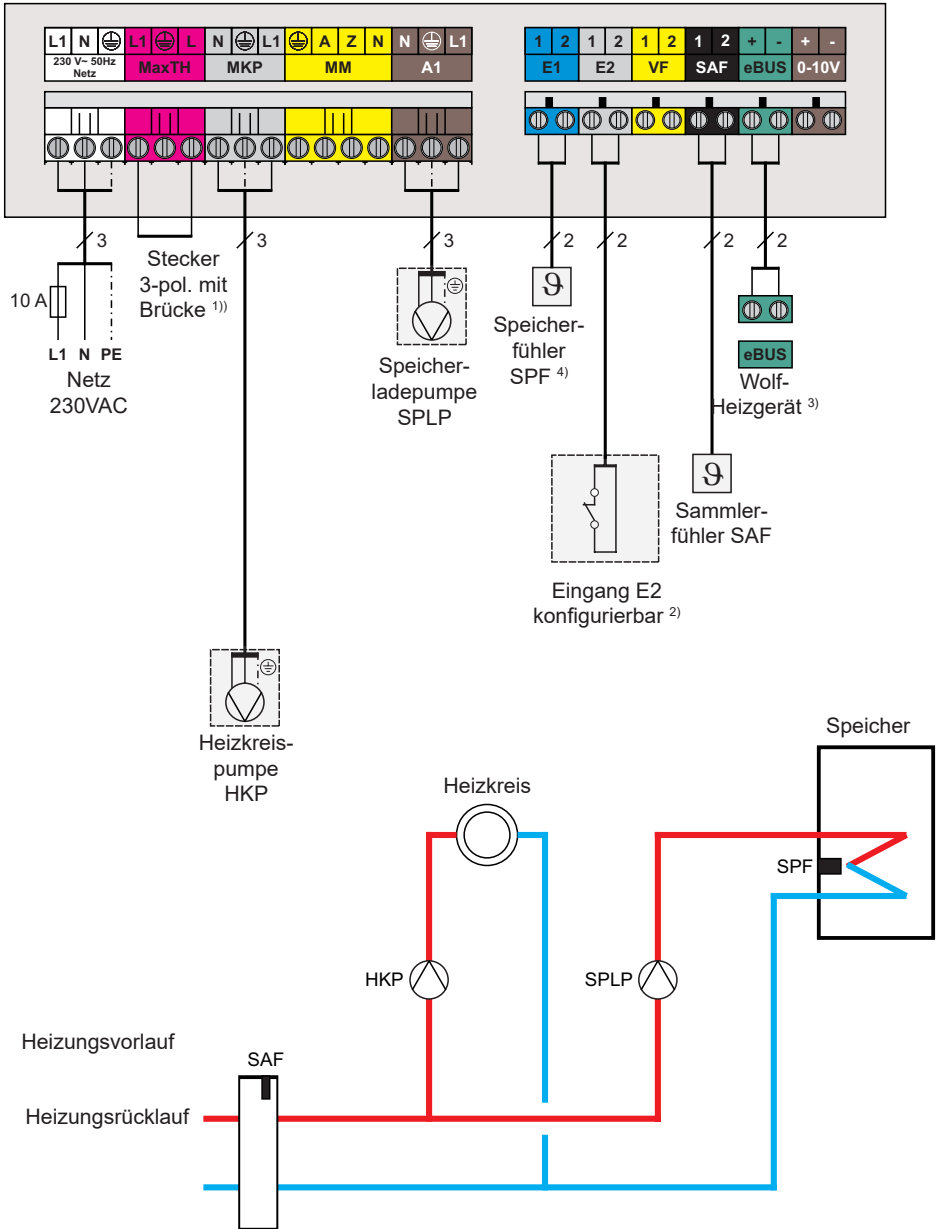 L1 N L1 L N L1 A Z N N L1
230 V~ 50Hz
Netz
MaxTH MKP MM A1
1 2 1 2 1 2 1 2 + - + -
E1 E2 VF SAF eBUS 0-10V
3 3 3 2 2 2 2
10 A
L1 N PE
Netz
230VAC
Stecker
3-pol. mit
Brücke 1))
Speicher-
ladepumpe
SPLP
ϑ
Speicher-
fühler
SPF 4)
eBUS
Wolf-
Heizgerät 3)
ϑ
Sammler-
fühler SAF
Eingang E2
konfigurierbar 2)
Heizkreis-
pumpe
HKP
Speicher
Heizkreis
SPF
HKP
SPLP
Heizungsvorlauf
SAF
Heizungsrücklauf